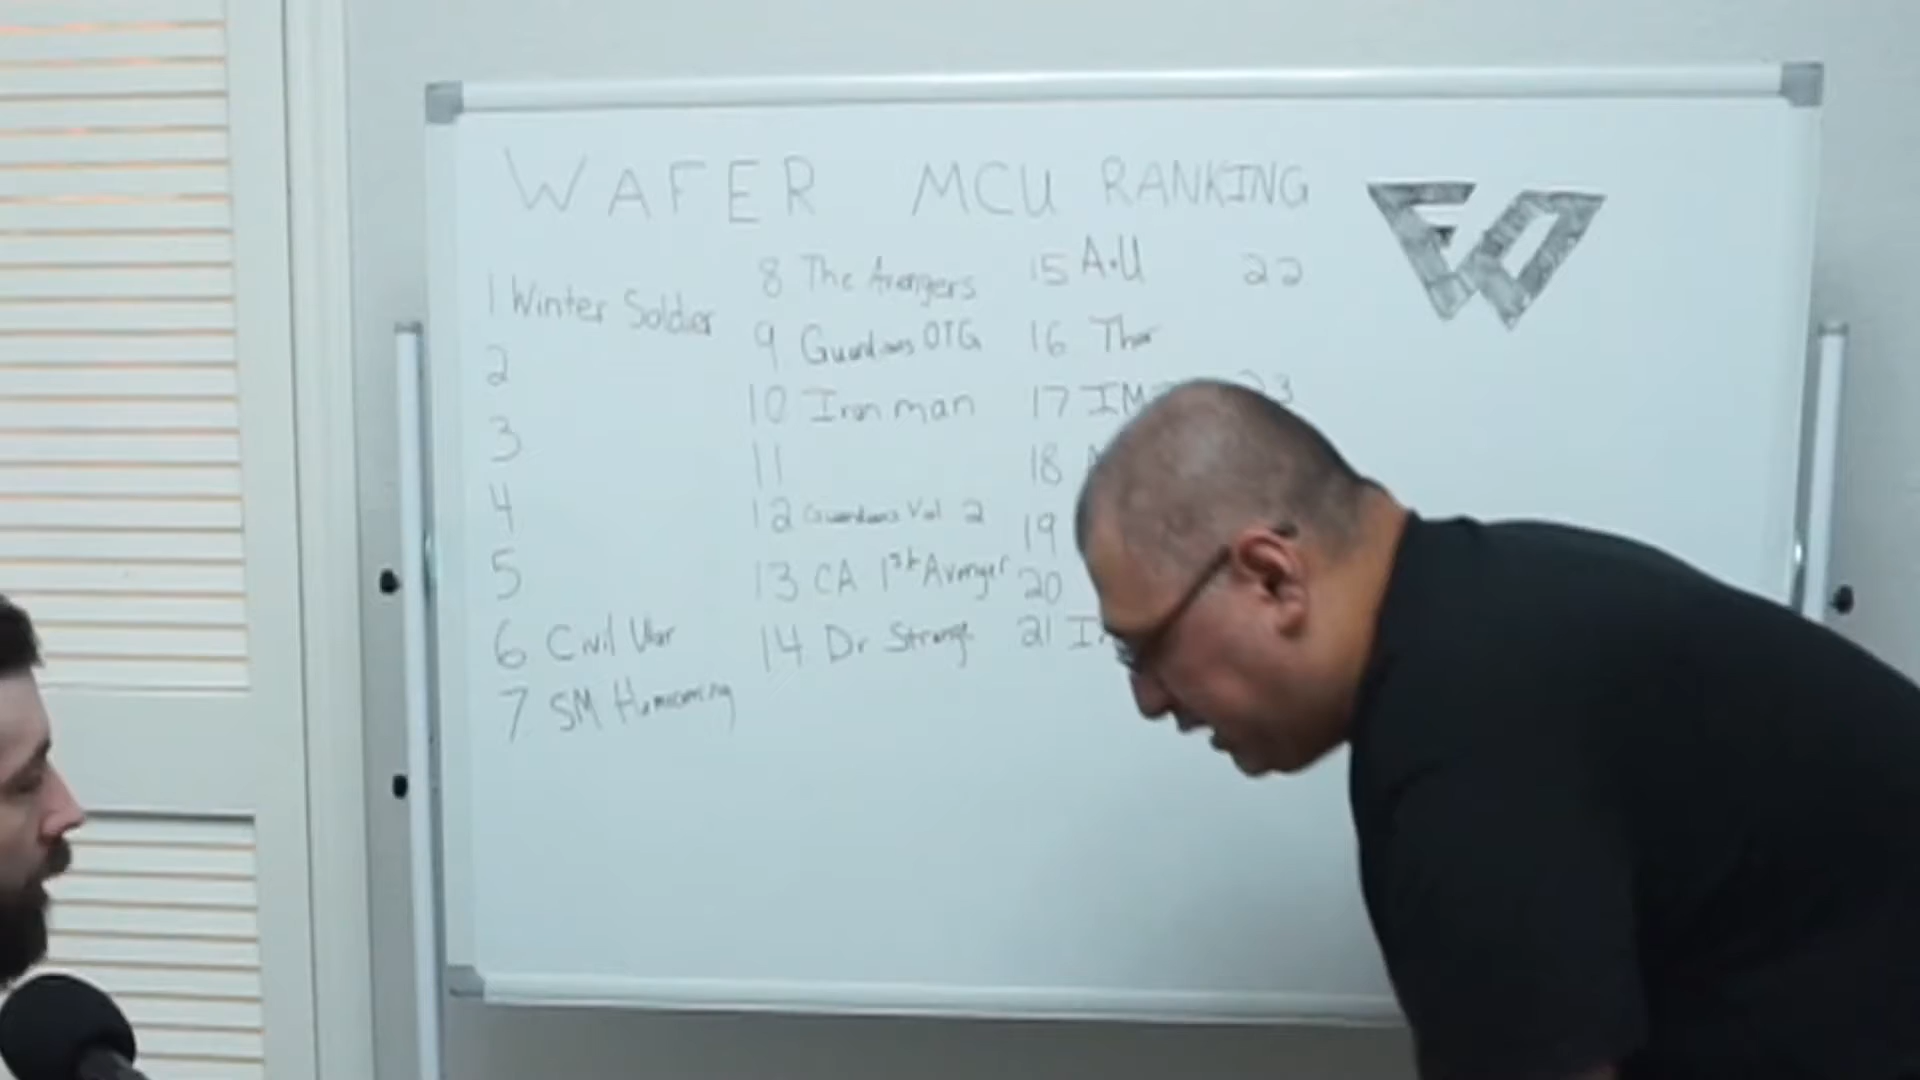 WAFER MCU RANKING
1 Winter Soldier
2
3
4
5
6 Civil War
7 SM Homecoming
8 The Avengers
9 Guardians OTG
10 Iron man
11
12 Guardians Vol 2
13 CA 1st Avenger
14 Dr Strange
15 A.U
16 Thor
17 IM
18
19
20
21
22
23